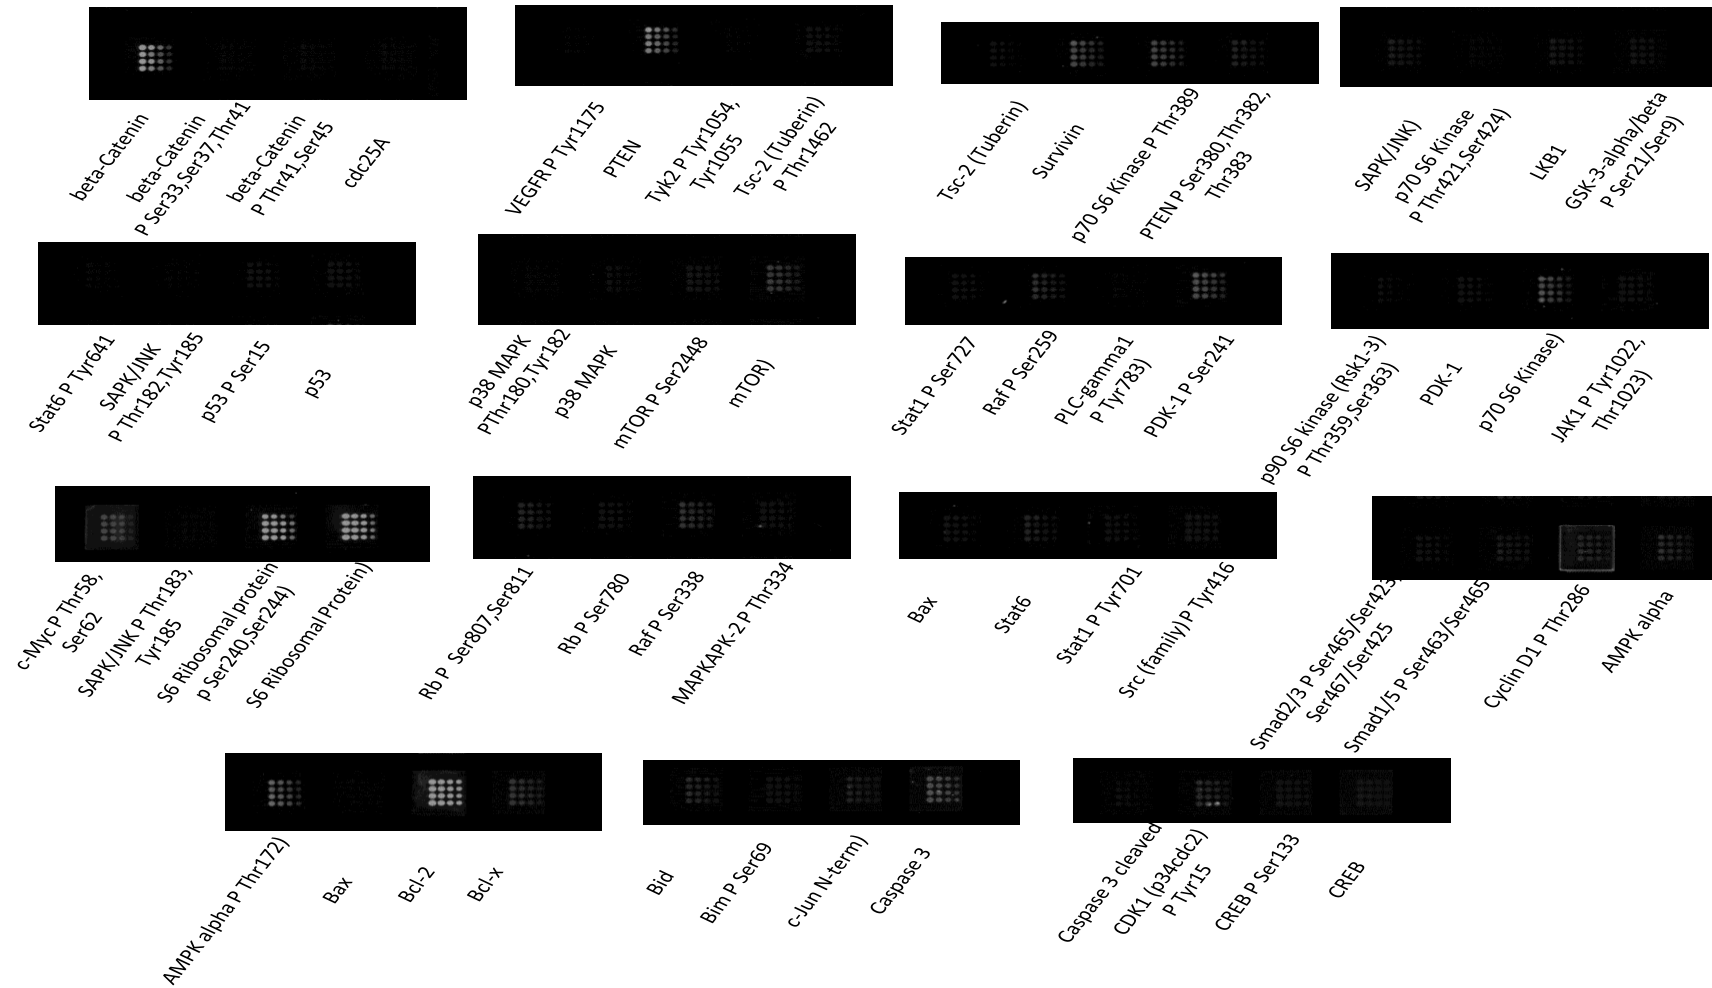 beta-Catenin
beta-Catenin
P Ser33,Ser37,Thr41
beta-Catenin
P Thr41,Ser45
cdc25A
VEGFR P Tyr1175
PTEN
Tyk2 P Tyr1054,
Tyr1055
Tsc-2 (Tuberin)
P Thr1462
Tsc-2 (Tuberin)
Survivin
p70 S6 Kinase P Thr389
PTEN P Ser380,Thr382,
Thr383
SAPK/JNK)
p70 S6 Kinase
P Thr421,Ser424)
LKB1
GSK-3-alpha/beta
P Ser21/Ser9)
Stat6 P Tyr641
SAPK/JNK
P Thr182,Tyr185
p53 P Ser15
p53
p38 MAPK
PThr180,Tyr182
p38 MAPK
mTOR P Ser2448
mTOR)
Stat1 P Ser727
Raf P Ser259
PLC-gamma1
P Tyr783)
PDK-1 P Ser241
p90 S6 kinase (Rsk1-3)
P Thr359,Ser363)
PDK-1
p70 S6 Kinase)
JAK1 P Tyr1022,
Thr1023)
c-Myc P Thr58,
Ser62
SAPK/JNK P Thr183,
Tyr185
S6 Ribosomal protein
p Ser240,Ser244)
S6 Ribosomal Protein)
Rb P Ser807,Ser811
Rb P Ser780
Raf P Ser338
MAPKAPK-2 P Thr334
Bax
Stat6
Stat1 P Tyr701
Src (family) P Tyr416
Smad2/3 P Ser465/Ser423,
Ser467/Ser425
Smad1/5 P Ser463/Ser465
Cyclin D1 P Thr286
AMPK alpha
AMPK alpha P Thr172)
Bax
Bcl-2
Bcl-x
Bid
Bim P Ser69
c-Jun N-term)
Caspase 3
Caspase 3 cleaved
CDK1 (p34cdc2)
P Tyr15
CREB P Ser133
CREB